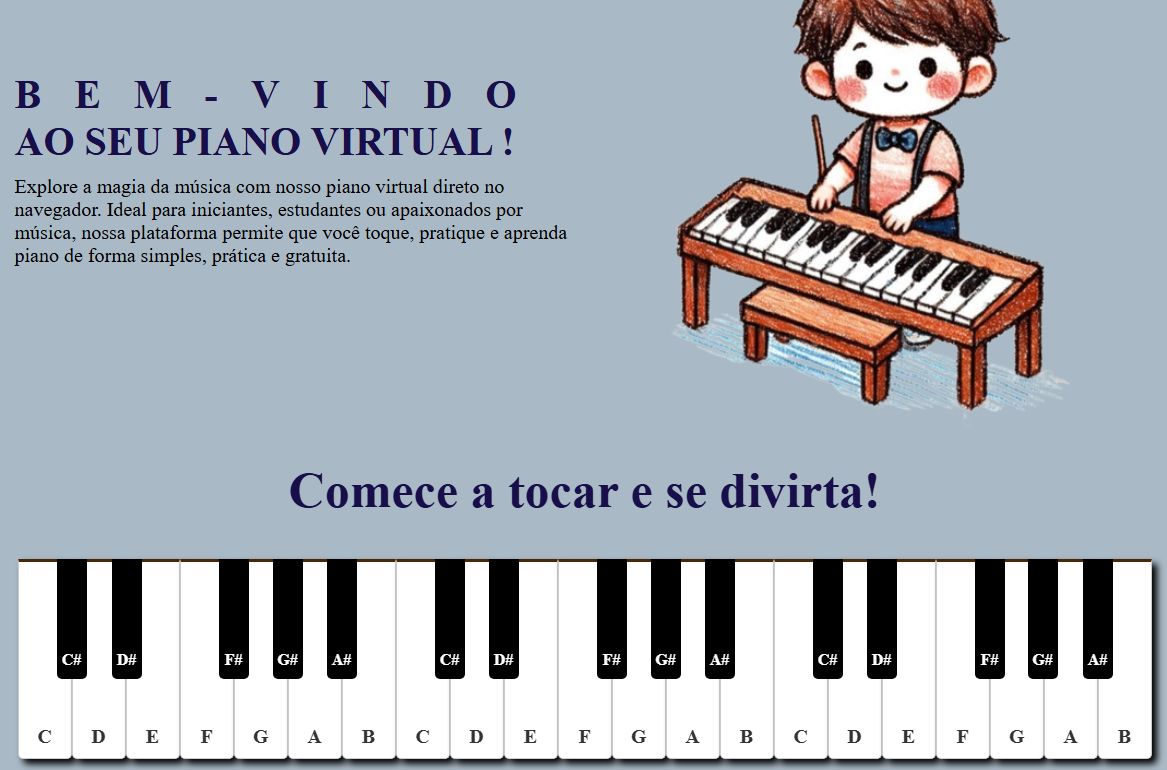 BEM-VINDO
AO SEU PIANO VIRTUAL !
Explore a magia da música com nosso piano virtual direto no
navegador. Ideal para iniciantes, estudantes ou apaixonados por
música, nossa plataforma permite que você toque, pratique e aprenda
piano de forma simples, prática e gratuita.
Comece a tocar e se divirta!
C# D# F# G# A# C# D# F# G# A# C# D# F# G# A#
C D E F G A B C D E F G A B C D E F G A B